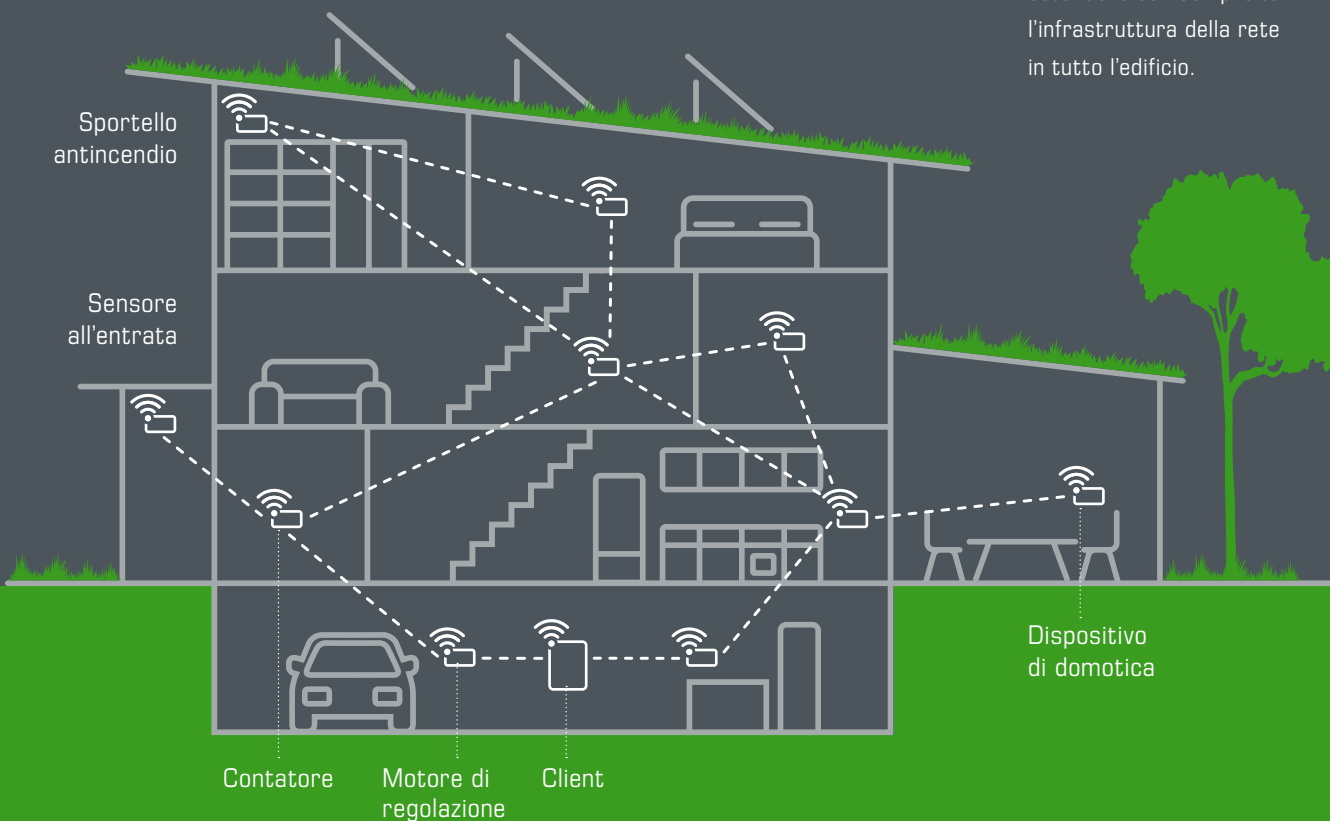 l'infrastruttura della rete
in tutto l'edificio.
Sportello
antincendio
Sensore
all'entrata
Dispositivo
di domotica
Contatore
Motore di
regolazione
Client